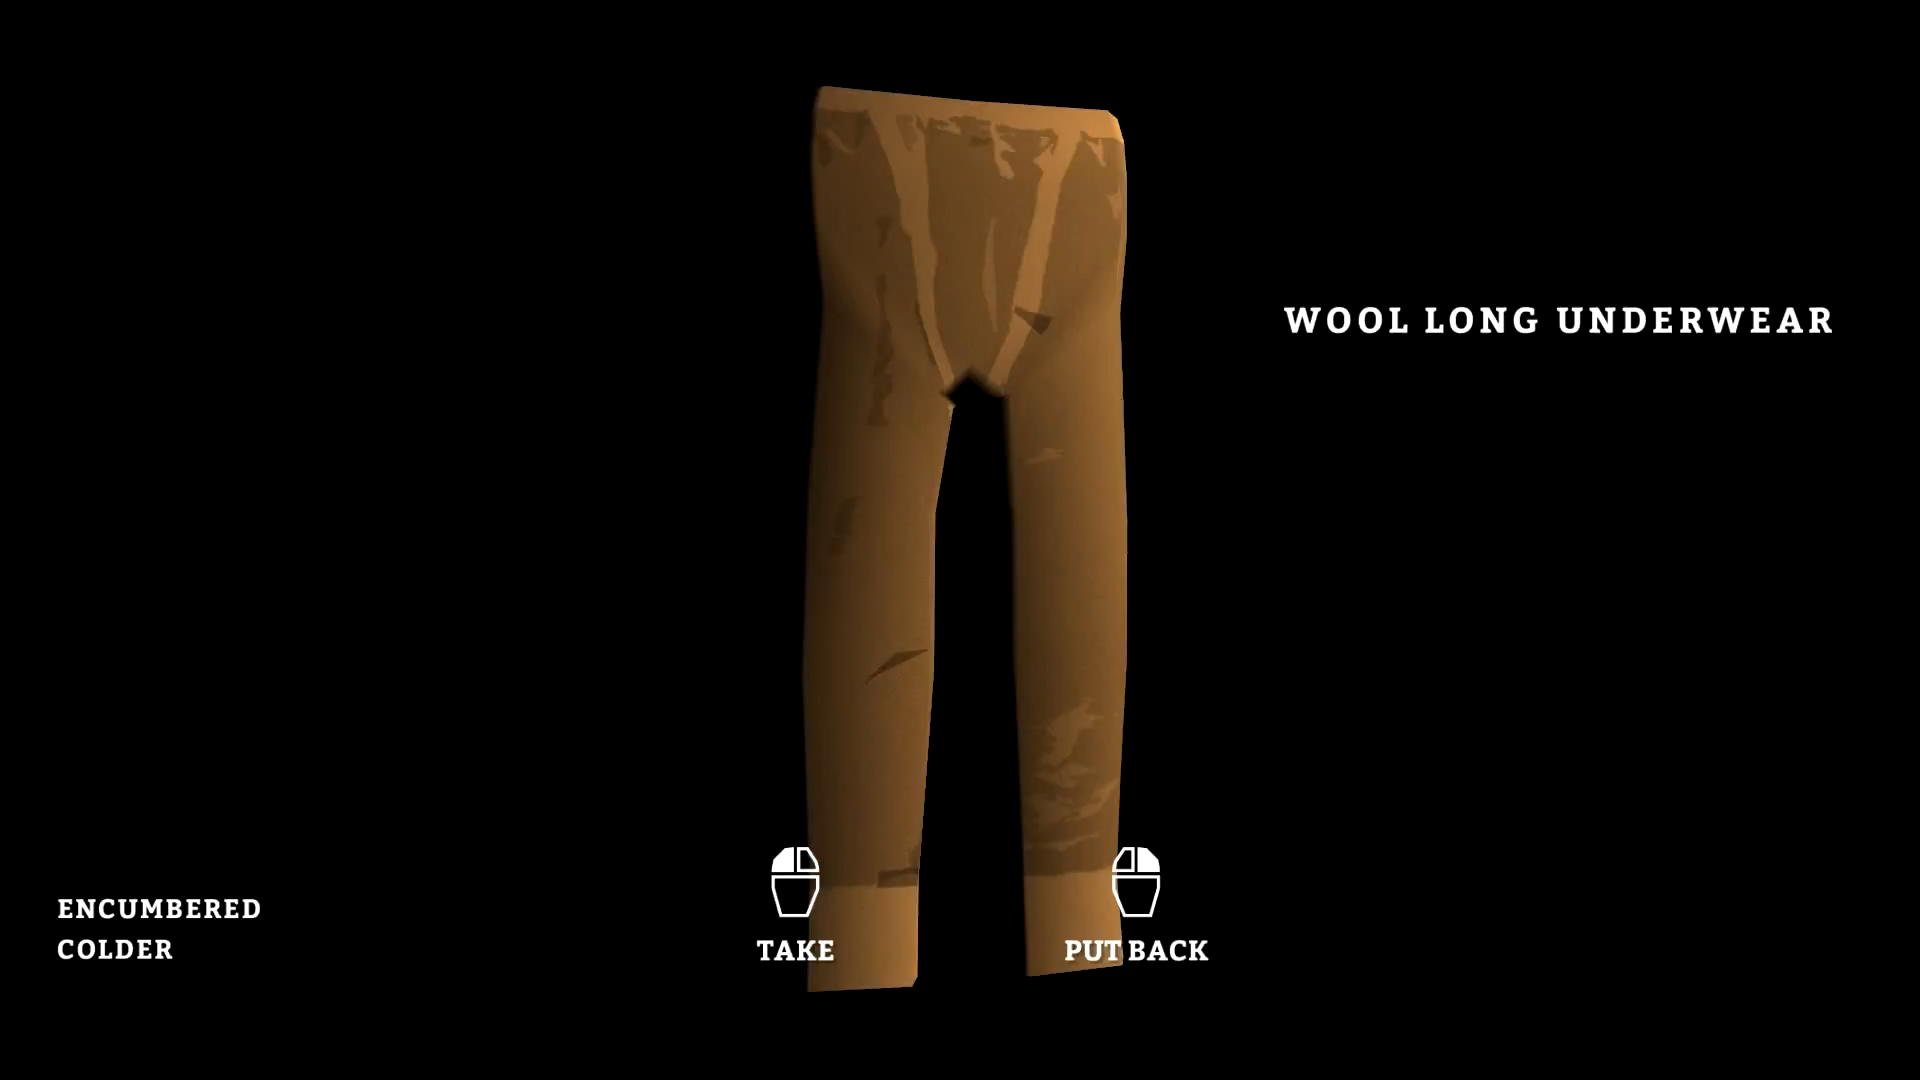 WOOL LONG UNDERWEAR
ENCUMBERED
COLDER
TAKE
PUT BACK